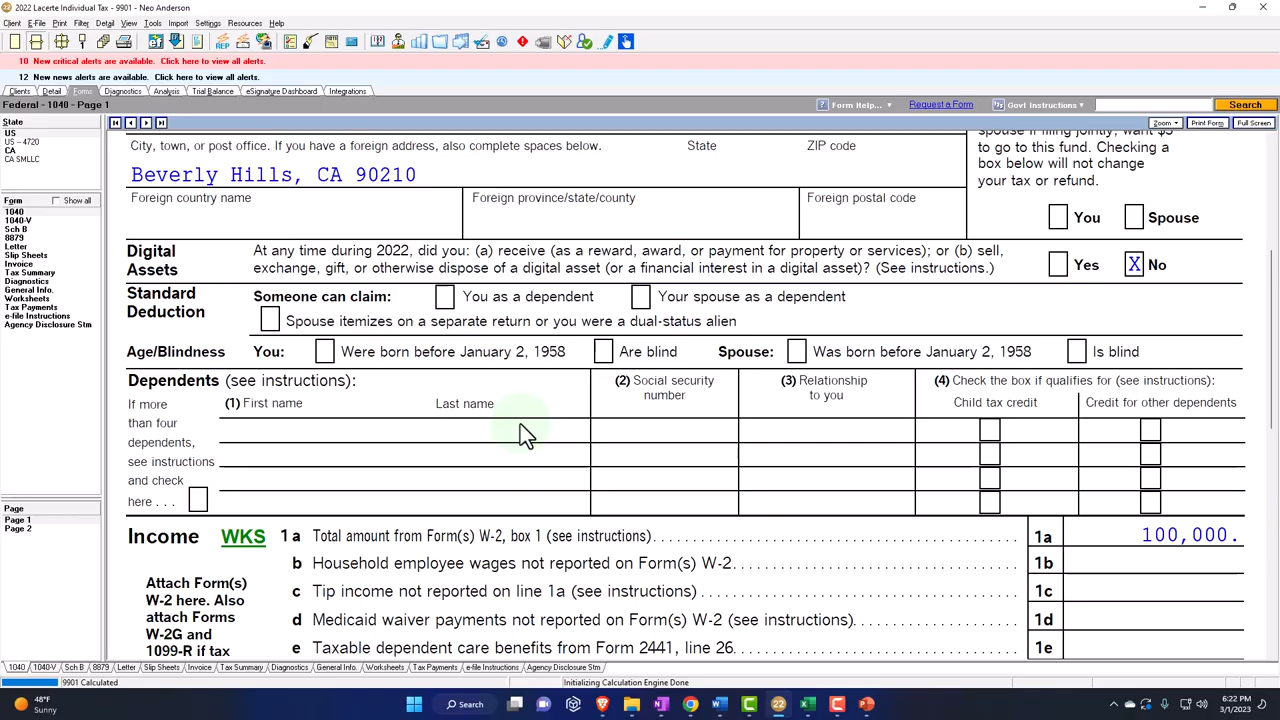 2022 Lacerte Individual Tax - 9901 - Neo Anderson
Client E-File Print Filter Detail View Tools Import Settings Resources Help
10 New critical alerts are available. Click here to view all alerts.
12 New news alerts are available. Click here to view all alerts.
Clients Detail Forms Diagnostics Analysis Trial Balance eSignature Dashboard Integrations
Federal - 1040 - Page 1
Form Help... Request a Form Govt Instructions Search
Zoom Print Form Full Screen
State
US
US - 4720
CA
CA SMLLC
Form Show all
1040
1040-V
Sch B
8879
Letter
Slip Sheets
Invoice
Tax Summary
Diagnostics
General Info.
Worksheets
Tax Payments
e-file Instructions
Agency Disclosure Stm
Page
Page 1
Page 2
spouse if filing jointly, want $3
to go to this fund. Checking a
box below will not change
your tax or refund.
You Spouse
City, town, or post office. If you have a foreign address, also complete spaces below. State ZIP code
Beverly Hills, CA 90210
Foreign country name Foreign province/state/county Foreign postal code
Digital Assets
At any time during 2022, did you: (a) receive (as a reward, award, or payment for property or services); or (b) sell,
exchange, gift, or otherwise dispose of a digital asset (or a financial interest in a digital asset)? (See instructions.) Yes X No
Standard Deduction
Someone can claim: You as a dependent Your spouse as a dependent
Spouse itemizes on a separate return or you were a dual-status alien
Age/Blindness You: Were born before January 2, 1958 Are blind Spouse: Was born before January 2, 1958 Is blind
Dependents (see instructions):
(1) First name Last name
(2) Social security number
(3) Relationship to you
(4) Check the box if qualifies for (see instructions):
Child tax credit Credit for other dependents
If more
than four
dependents,
see instructions
and check
here . . .
Income WKS 1 a Total amount from Form(s) W-2, box 1 (see instructions) 1a 100,000.
b Household employee wages not reported on Form(s) W-2 1b
c Tip income not reported on line 1a (see instructions) 1c
d Medicaid waiver payments not reported on Form(s) W-2 (see instructions) 1d
e Taxable dependent care benefits from Form 2441, line 26 1e
Attach Form(s)
W-2 here. Also
attach Forms
W-2G and
1099-R if tax
1040 1040-V Sch B 8879 Letter Slip Sheets Invoice Tax Summary Diagnostics General Info. Worksheets Tax Payments e-file Instructions Agency Disclosure Stm
9901 Calculated Initializing Calculation Engine Done
48°F
Sunny
Search
6:22 PM
3/1/2023